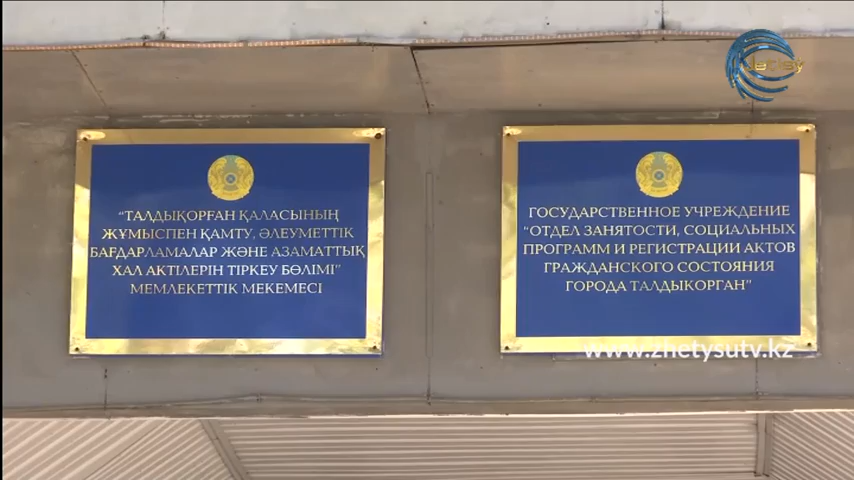 Jetisý
"ТАЛДЫҚОРҒАН ҚАЛАСЫНЫҢ
ЖҰМЫСПЕН ҚАМТУ, ӘЛЕУМЕТТІК
БАҒДАРЛАМАЛАР ЖӘНЕ АЗАМАТТЫҚ
ХАЛ АКТІЛЕРІН ТІРКЕУ БӨЛІМІ"
МЕМЛЕКЕТТІК МЕКЕМЕСІ
ГОСУДАРСТВЕННОЕ УЧРЕЖДЕНИЕ
"ОТДЕЛ ЗАНЯТОСТИ, СОЦИАЛЬНЫХ
ПРОГРАММ И РЕГИСТРАЦИИ АКТОВ
ГРАЖДАНСКОГО СОСТОЯНИЯ
ГОРОДА ТАЛДЫКОРГАН"
www.zhetysutv.kz